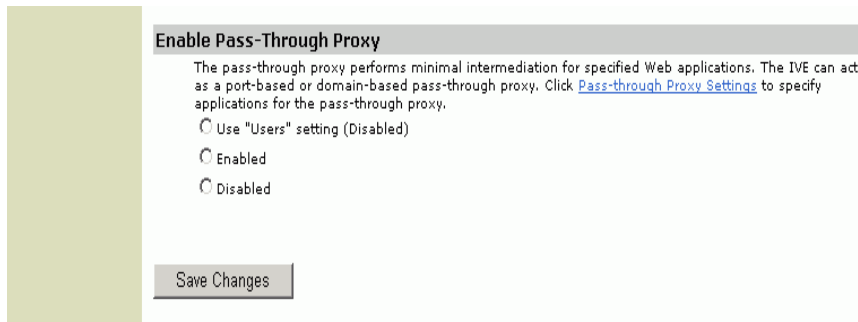 Enable Pass-Through Proxy
The pass-through proxy performs minimal intermediation for specified Web applications. The IVE can act
as a port-based or domain-based pass-through proxy. Click Pass-through Proxy Settings to specify
applications for the pass-through proxy.
Use "Users" setting (Disabled)
Enabled
Disabled
Save Changes